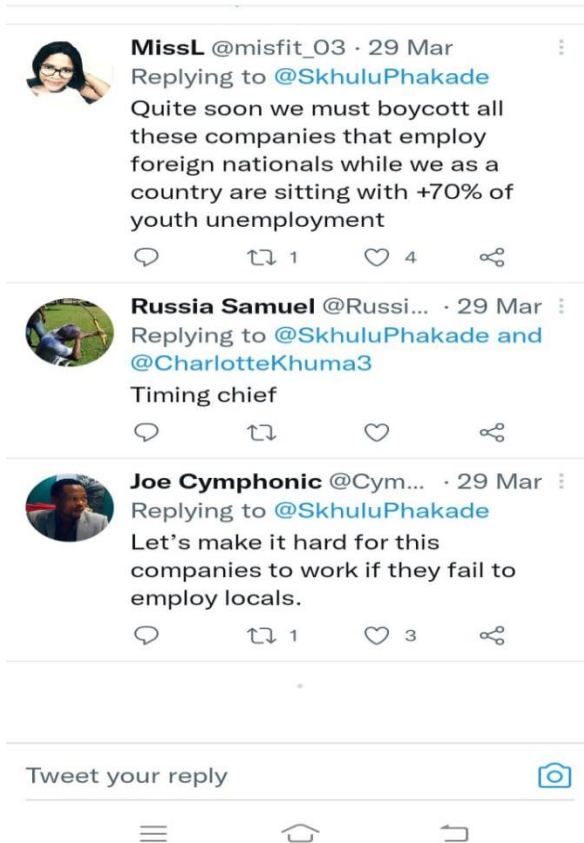 MissL @misfit_03 · 29 Mar
Replying to @SkhuluPhakade
Quite soon we must boycott all
these companies that employ
foreign nationals while we as a
country are sitting with +70% of
youth unemployment
1 4
Russia Samuel @Russi... · 29 Mar
Replying to @SkhuluPhakade and
@CharlotteKhuma3
Timing chief
Joe Cymphonic @Cym... · 29 Mar
Replying to @SkhuluPhakade
Let’s make it hard for this
companies to work if they fail to
employ locals.
1 3
Tweet your reply